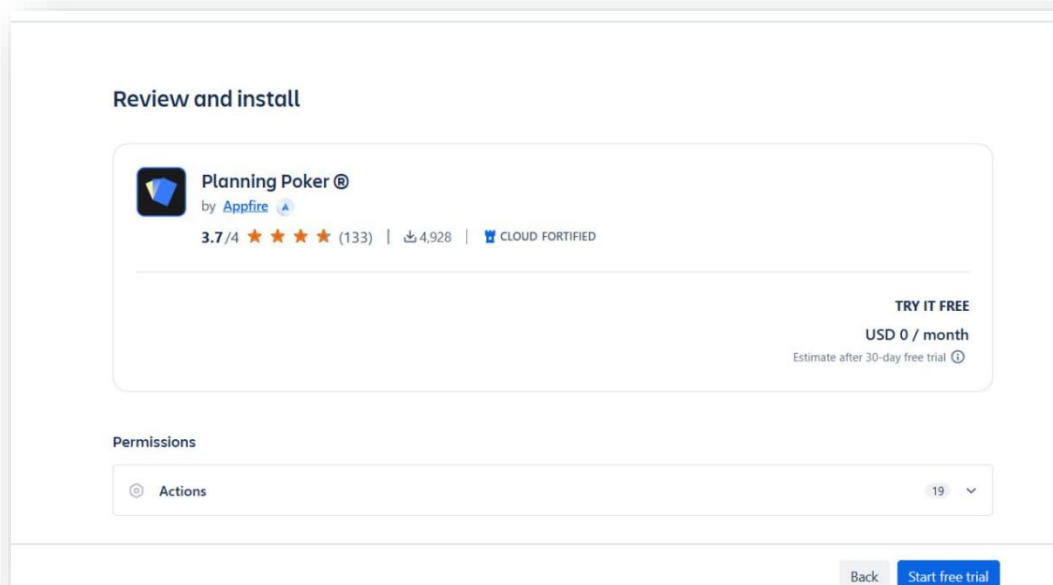 Review and install
Planning Poker ®
by Appfire
3.7/4 (133) | 4,928 | CLOUD FORTIFIED
TRY IT FREE
USD 0 / month
Estimate after 30-day free trial
Permissions
Actions 19
Back Start free trial